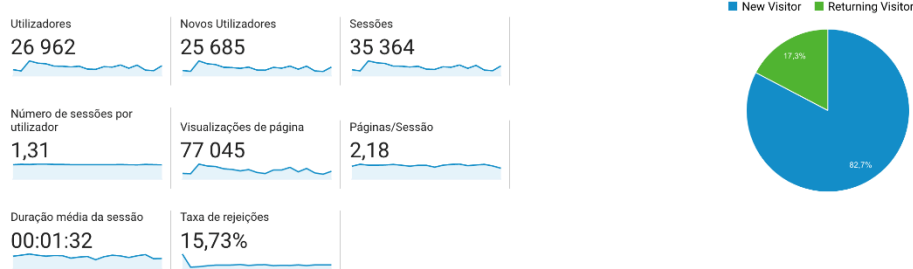 Utilizadores
26 962
Novos Utilizadores
25 685
Sessões
35 364
Número de sessões por
utilizador
1,31
Visualizações de página
77 045
Páginas/Sessão
2,18
Duração média da sessão
00:01:32
Taxa de rejeições
15,73%
New Visitor
Returning Visitor
17,3%
82,7%